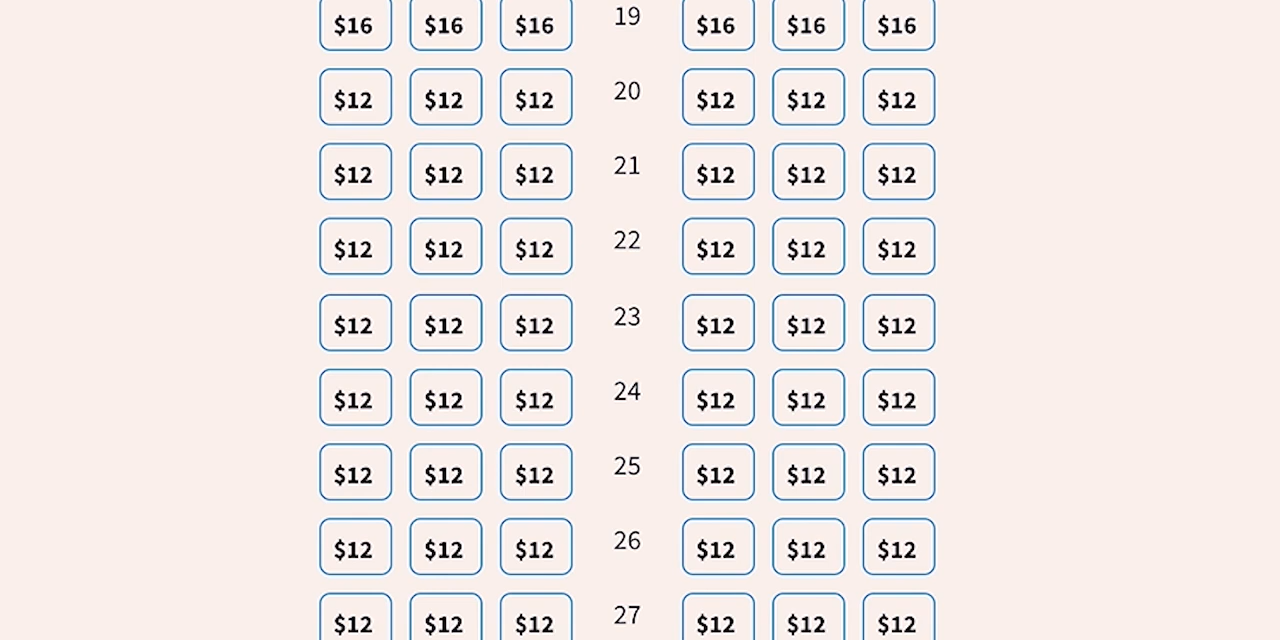 $16 $16 $16 19 $16 $16 $16
$12 $12 $12 20 $12 $12 $12
$12 $12 $12 21 $12 $12 $12
$12 $12 $12 22 $12 $12 $12
$12 $12 $12 23 $12 $12 $12
$12 $12 $12 24 $12 $12 $12
$12 $12 $12 25 $12 $12 $12
$12 $12 $12 26 $12 $12 $12
$12 $12 $12 27 $12 $12 $12